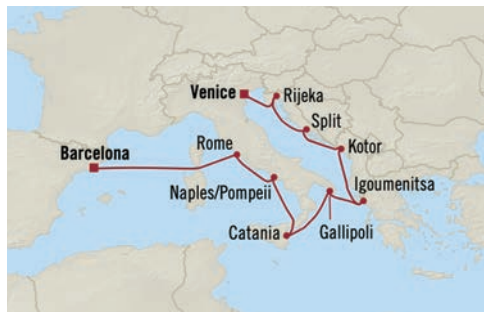 Venice
Rijeka
Split
Kotor
Rome
Barcelona
Naples/Pompeii
Igoumenitsa
Catania
Gallipoli